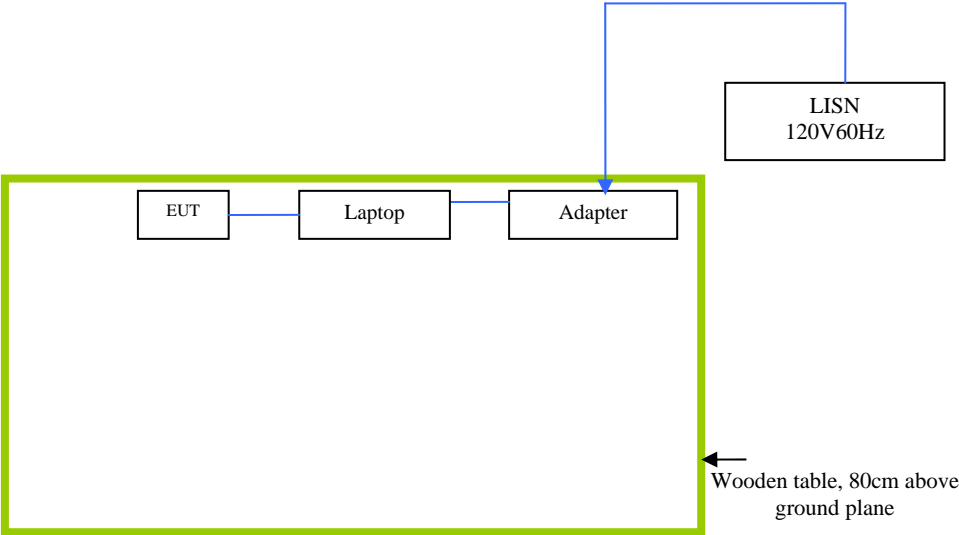 LISN
120V60Hz
EUT
Laptop
Adapter
Wooden table, 80cm above
ground plane